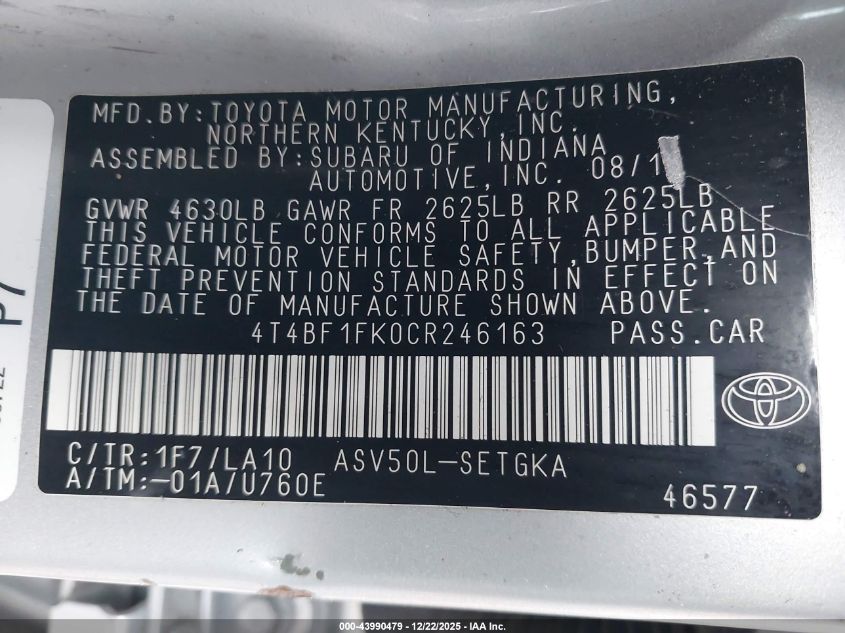 MFD.BY:TOYOTA MOTOR MANUFACTURING,
NORTHERN KENTUCKY,INC.
ASSEMBLED BY:SUBARU OF INDIANA
AUTOMOTIVE,INC. 08/1
GVWR 4630LB GAWR FR 2625LB RR 2625LB
THIS VEHICLE CONFORMS TO ALL APPLICABLE
FEDERAL MOTOR VEHICLE SAFETY,BUMPER,AND
THEFT PREVENTION STANDARDS IN EFFECT ON
THE DATE OF MANUFACTURE SHOWN ABOVE.
4T4BF1FK0CR246163 PASS.CAR
C/TR:1F7/LA10 ASV50L-SETGKA
A/TM:-01A/U760E
46577
P7
000-43990479 - 12/22/2025 - IAA Inc.